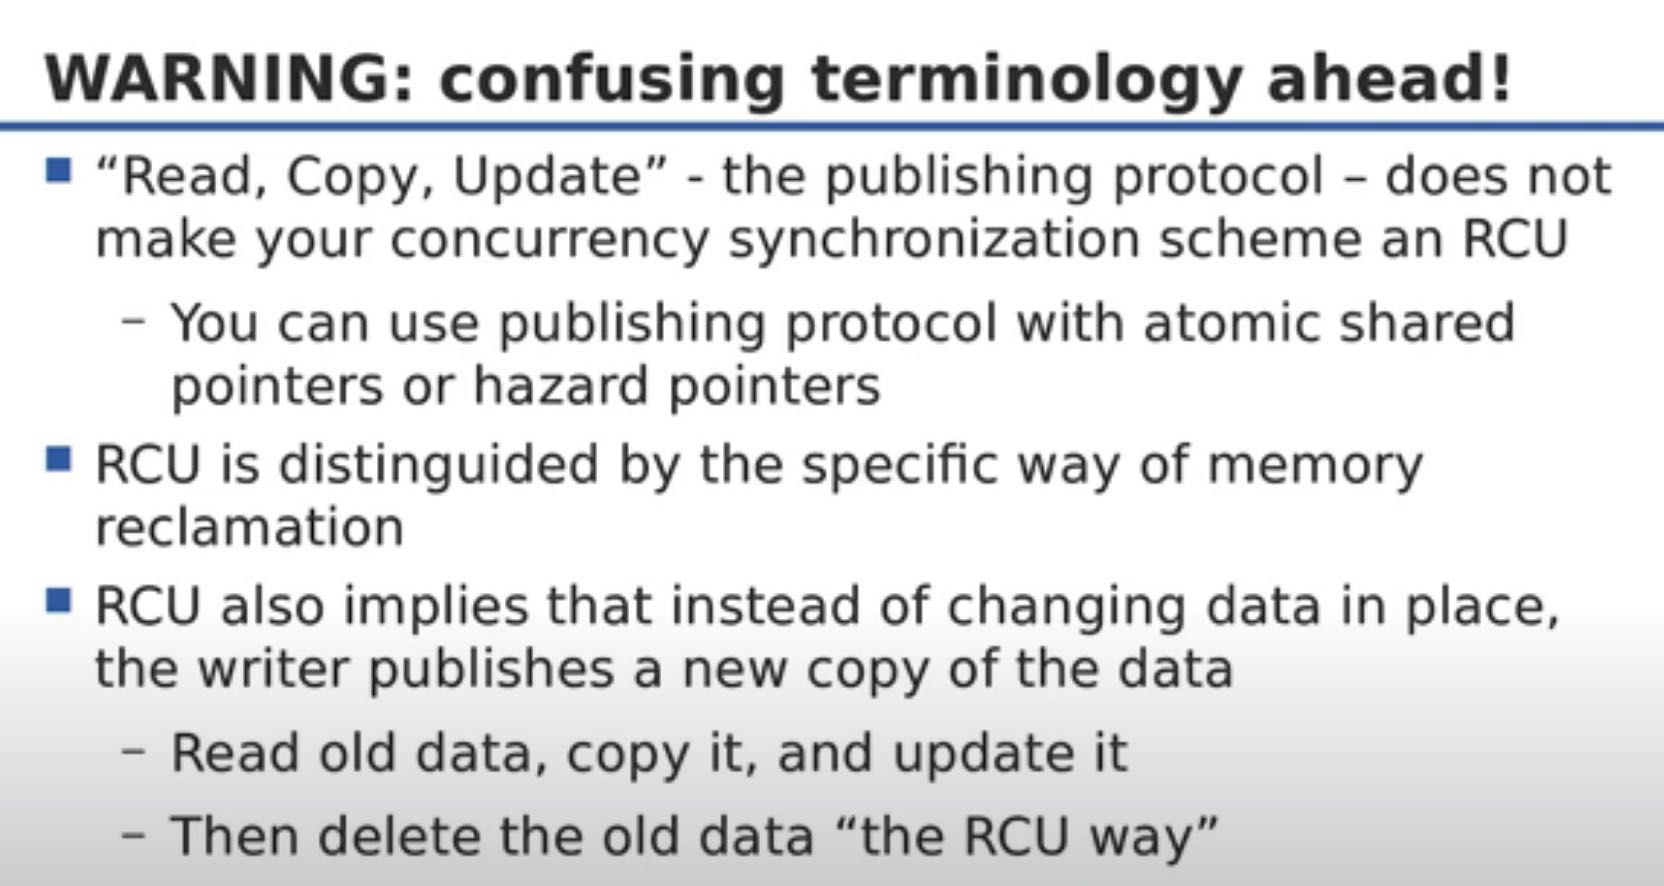 WARNING: confusing terminology ahead!
“Read, Copy, Update” - the publishing protocol – does not
make your concurrency synchronization scheme an RCU
– You can use publishing protocol with atomic shared
pointers or hazard pointers
RCU is distinguided by the specific way of memory
reclamation
RCU also implies that instead of changing data in place,
the writer publishes a new copy of the data
– Read old data, copy it, and update it
– Then delete the old data “the RCU way”